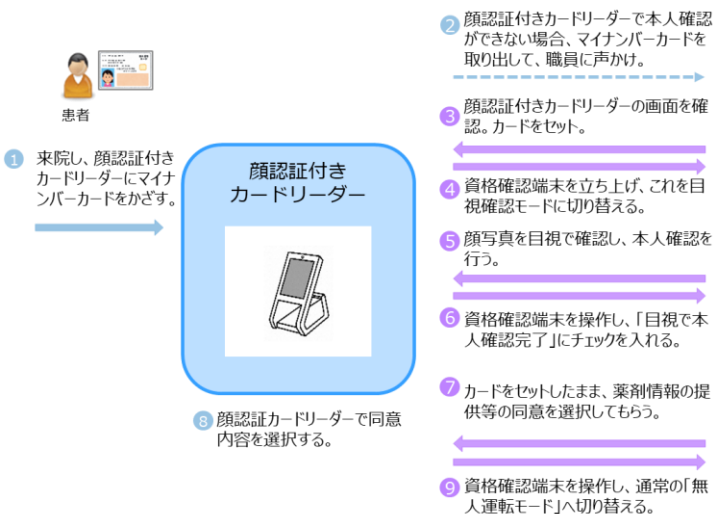 患者
1 来院し、顔認証付き
カードリーダーにマイナ
ンバーカードをかざす。
顔認証付き
カードリーダー
2 顔認証付きカードリーダーで本人確認
ができない場合、マイナンバーカードを
取り出して、職員に声かけ。
3 顔認証付きカードリーダーの画面を確
認。カードをセット。
4 資格確認端末を立ち上げ、これを目
視確認モードに切り替える。
5 顔写真を目視で確認し、本人確認を
行う。
6 資格確認端末を操作し、「目視で本
人確認完了」にチェックを入れる。
7 カードをセットしたまま、薬剤情報の提
供等の同意を選択してもらう。
8 顔認証カードリーダーで同意
内容を選択する。
9 資格確認端末を操作し、通常の「無
人運転モード」へ切り替える。